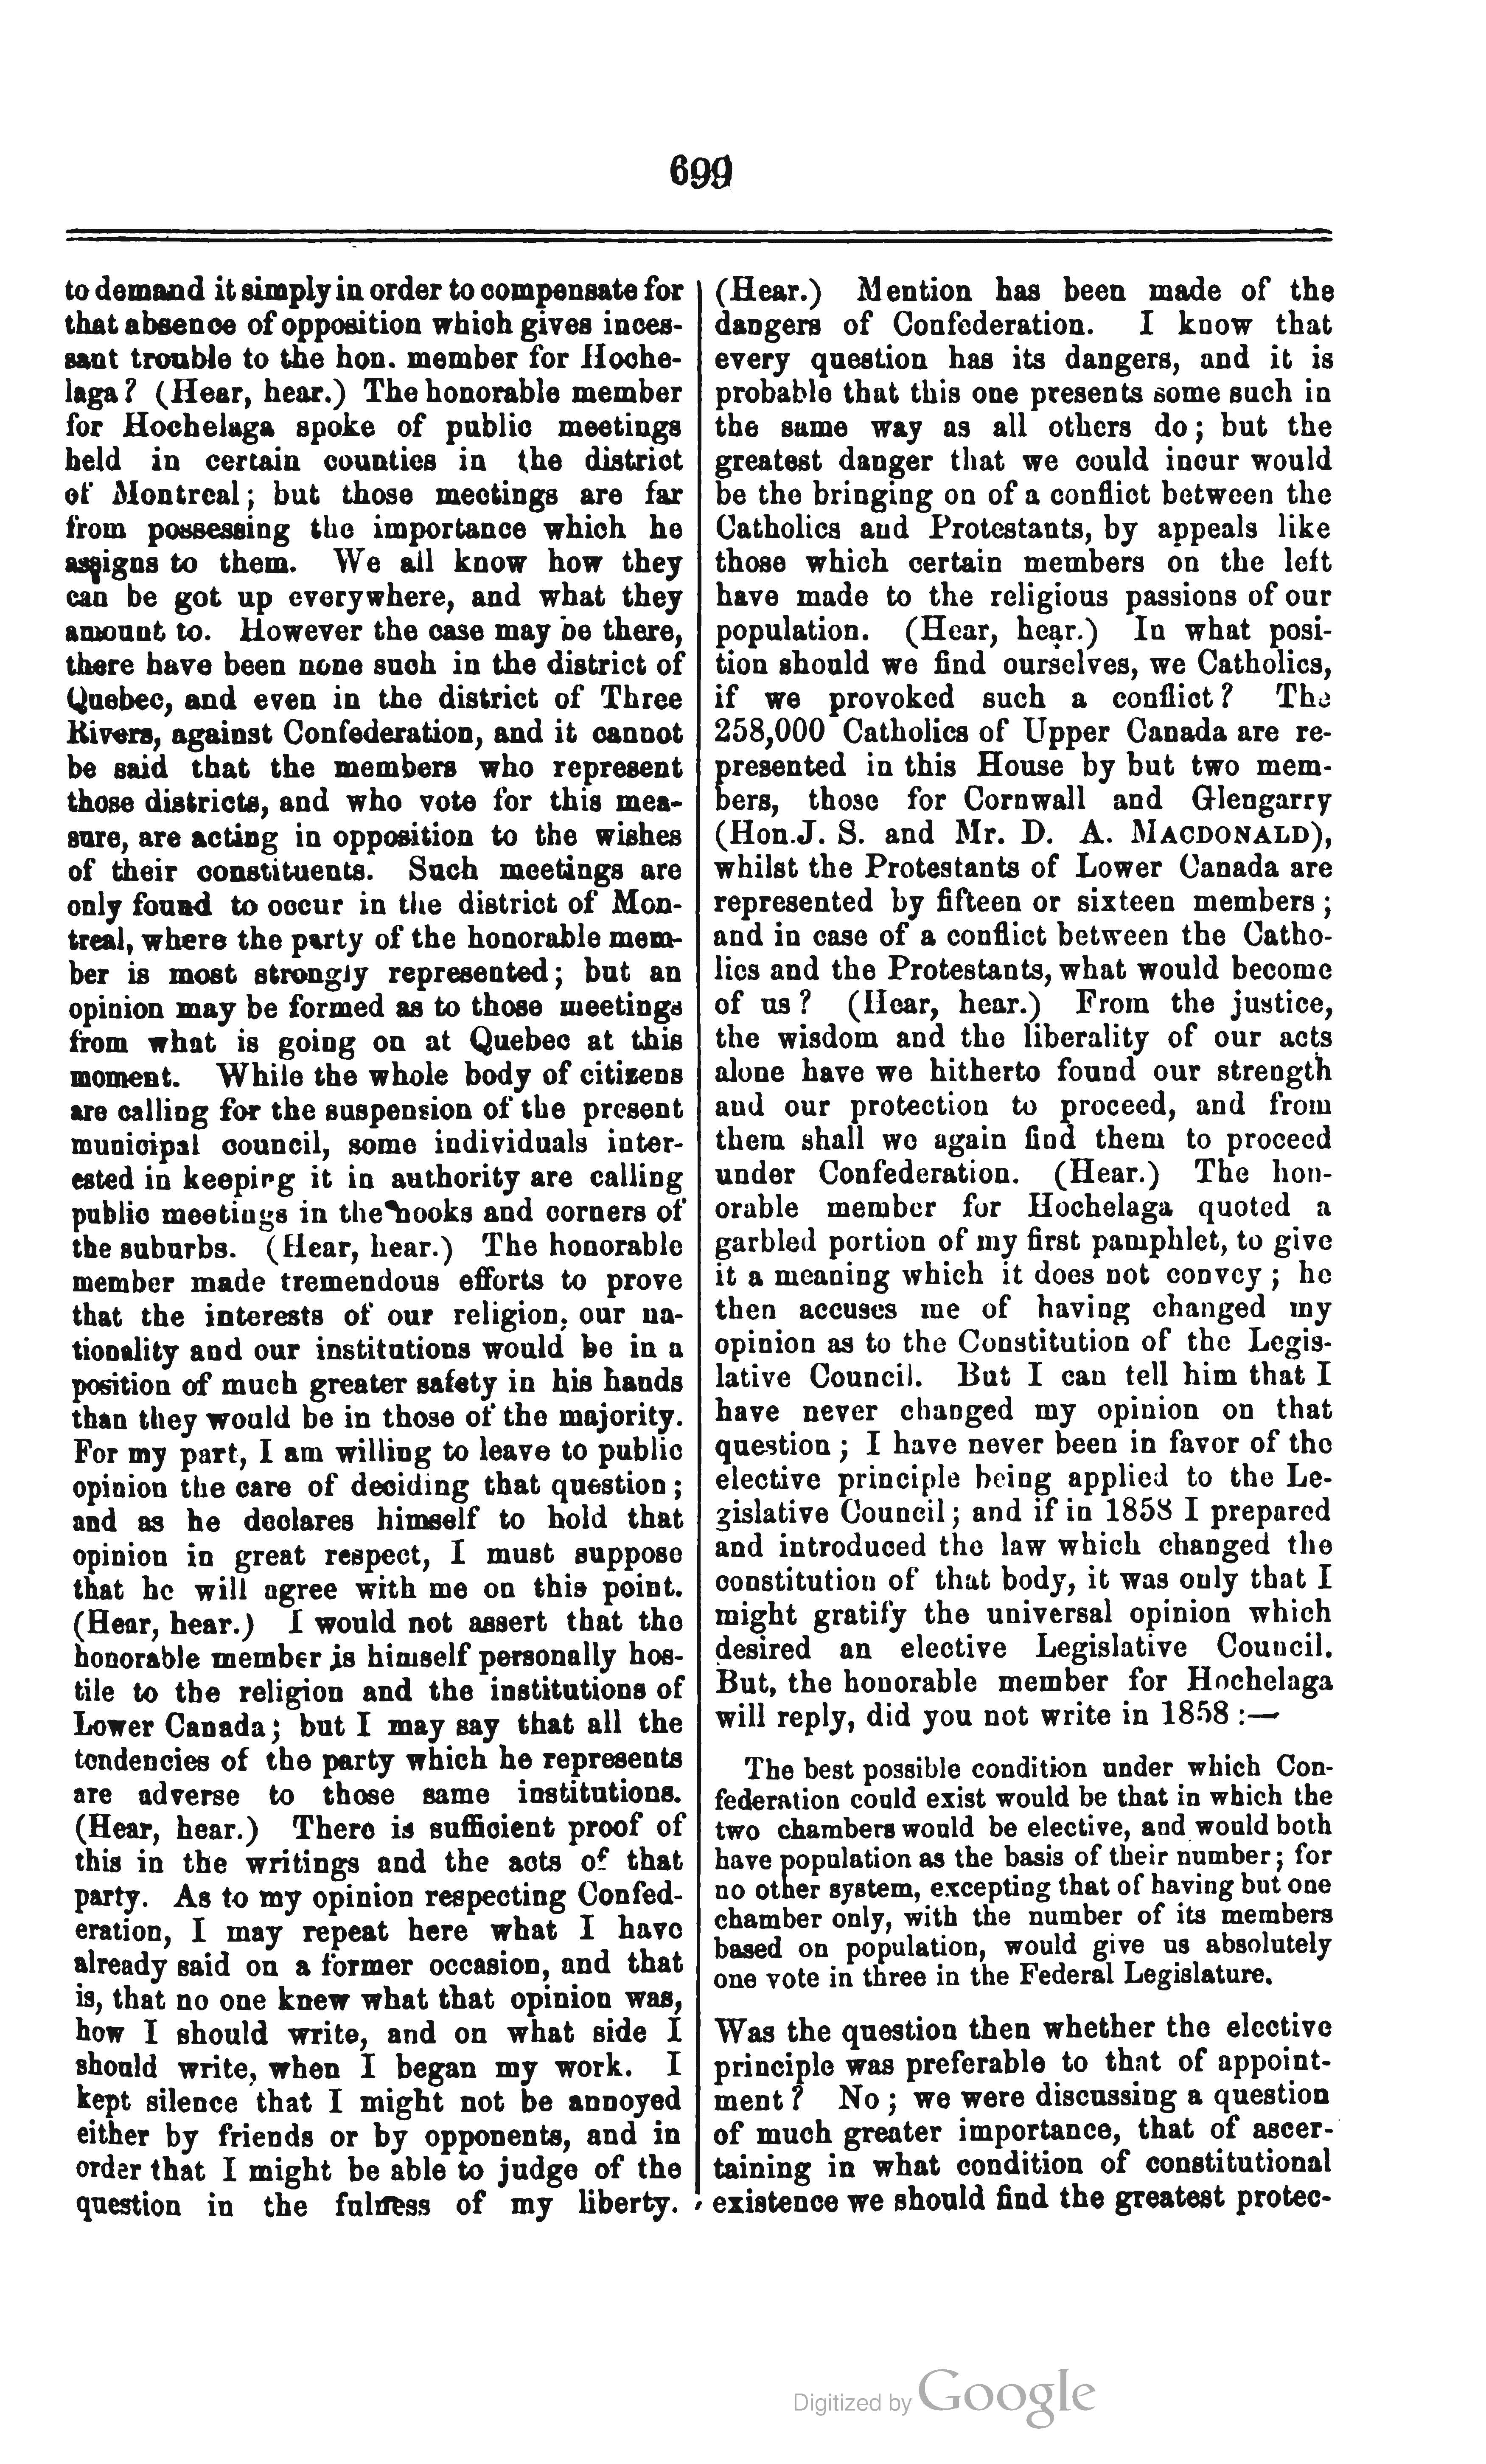 699
to demand it simply in order to compensate for
that absence of opposition which gives inces-
sant trouble to the hon. member for Hoche-
laga? (Hear, hear.) The honorable member
for Hochelaga spoke of public meetings
held in certain counties in the district
of Montreal; but those meetings are far
from possessing the importance which he
assigns to them. We all know how they
can be got up everywhere, and what they
amount to. However the case may be there,
there have been none such in the district of
Quebec, and even in the district of Three
Rivers, against Confederation, and it cannot
be said that the members who represent
those districts, and who vote for this mea-
sure, are acting in opposition to the wishes
of their constituents. Such meetings are
only found to occur in the district of Mon-
treal, where the party of the honorable mem-
ber is most strongly represented; but an
opinion may be formed as to those meetings
from what is going on at Quebec at this
moment. While the whole body of citizens
are calling for the suspension of the present
municipal council, some individuals inter-
ested in keeping it in authority are calling
public meetings in the nooks and corners of
the suburbs. (Hear, hear.) The honorable
member made tremendous efforts to prove
that the interests of our religion, our na-
tionality and our institutions would be in a
position of much greater safety in his hands
than they would be in those of the majority.
For my part, I am willing to leave to public
opinion the care of deciding that question;
and as he declares himself to hold that
opinion in great respect, I must suppose
that he will agree with me on this point.
(Hear, hear.) I would not assert that the
honorable member is himself personally hos-
tile to the religion and the institutions of
Lower Canada; but I may say that all the
tendencies of the party which he represents
are adverse to those same institutions.
(Hear, hear.) There is sufficient proof of
this in the writings and the acts of that
party. As to my opinion respecting Confed-
eration, I may repeat here what I have
already said on a former occasion, and that
is, that no one knew what that opinion was,
how I should write, and on what side I
should write, when I began my work. I
kept silence that I might not be annoyed
either by friends or by opponents, and in
order that I might be able to judge of the
question in the fulness of my liberty.
(Hear.) Mention has been made of the
dangers of Confederation. I know that
every question has its dangers, and it is
probable that this one presents some such in
the same way as all others do; but the
greatest danger that we could incur would
be the bringing on of a conflict between the
Catholics and Protestants, by appeals like
those which certain members on the left
have made to the religious passions of our
population. (Hear, hear.) In what posi-
tion should we find ourselves, we Catholics,
if we provoked such a conflict? The
258,000 Catholics of Upper Canada are re-
presented in this House by but two mem-
bers, those for Cornwall and Glengarry
(Hon. J. S. and Mr. D. A. MACDONALD),
whilst the Protestants of Lower Canada are
represented by fifteen or sixteen members;
and in case of a conflict between the Catho-
lics and the Protestants, what would become
of us? (Hear, hear.) From the justice,
the wisdom and the liberality of our acts
alone have we hitherto found our strength
and our protection to proceed, and from
them shall we again find them to proceed
under Confederation. (Hear.) The hon-
orable member for Hochelaga quoted a
garbled portion of my first pamphlet, to give
it a meaning which it does not convey; he
then accuses me of having changed my
opinion as to the Constitution of the Legis-
lative Council. But I can tell him that I
have never changed my opinion on that
question; I have never been in favor of the
elective principle being applied to the Le-
gislative Council; and if in 1858 I prepared
and introduced the law which changed the
constitution of that body, it was only that I
might gratify the universal opinion which
desired an elective Legislative Council.
But, the honorable member for Hochelaga
will reply, did you not write in 1858:—
The best possible condition under which Con-
federation could exist would be that in which the
two chambers would be elective, and would both
have population as the basis of their number; for
no other system, excepting that of having but one
chamber only, with the number of its members
based on population, would give us absolutely
one vote in three in the Federal Legislature.
Was the question then whether the elective
principle was preferable to that of appoint-
ment? No; we were discussing a question
of much greater importance, that of ascer-
taining in what condition of constitutional
existence we should find the greatest protec-
Digitized by Google